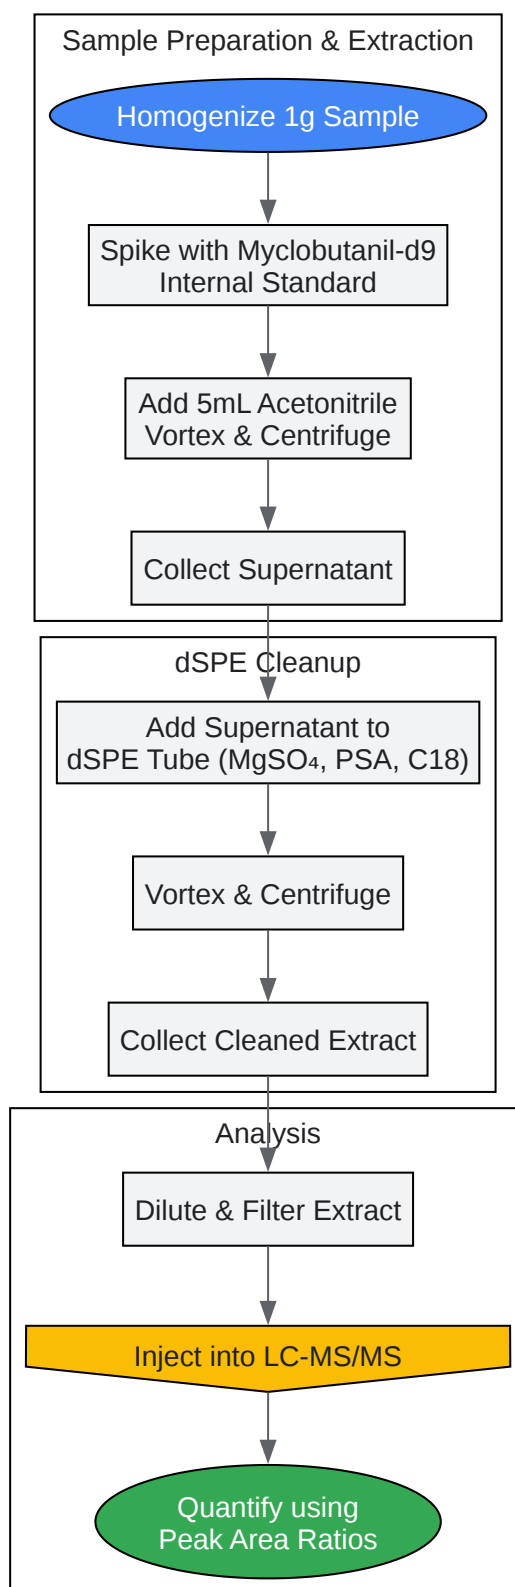 Sample Preparation & Extraction
Homogenize 1g Sample
Spike with Myclobutanil-d9
Internal Standard
Add 5mL Acetonitrile
Vortex & Centrifuge
Collect Supernatant
dSPE Cleanup
Add Supernatant to
dSPE Tube (MgSO₄, PSA, C18)
Vortex & Centrifuge
Collect Cleaned Extract
Analysis
Dilute & Filter Extract
Inject into LC-MS/MS
Quantify using
Peak Area Ratios